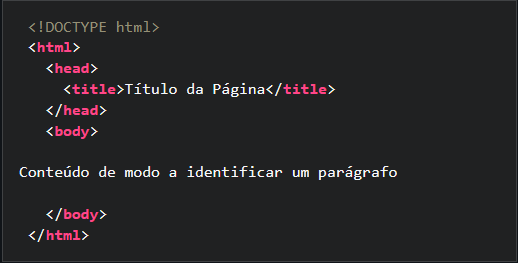 <!DOCTYPE html>
<html>
<head>
<title>Título da Página</title>
</head>
<body>
Conteúdo de modo a identificar um parágrafo
</body>
</html>